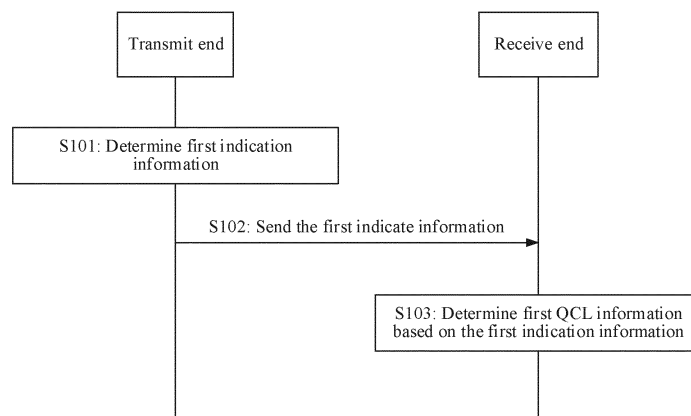 Transmit end
Receive end
S101: Determine first indication
information
S102: Send the first indicate information
S103: Determine first QCL information
based on the first indication information